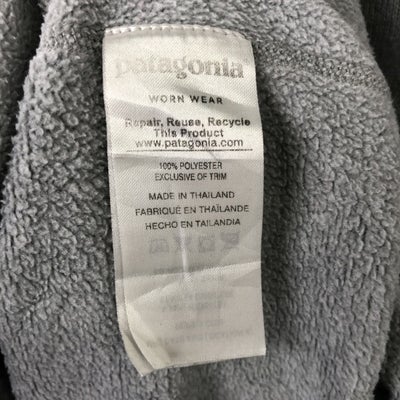 patagonia
WORN WEAR
Repair, Reuse, Recycle
This Product
www.patagonia.com
100% POLYESTER
EXCLUSIVE OF TRIM
MADE IN THAILAND
FABRIQUÉ EN THAÏLANDE
HECHO EN TAILANDIA